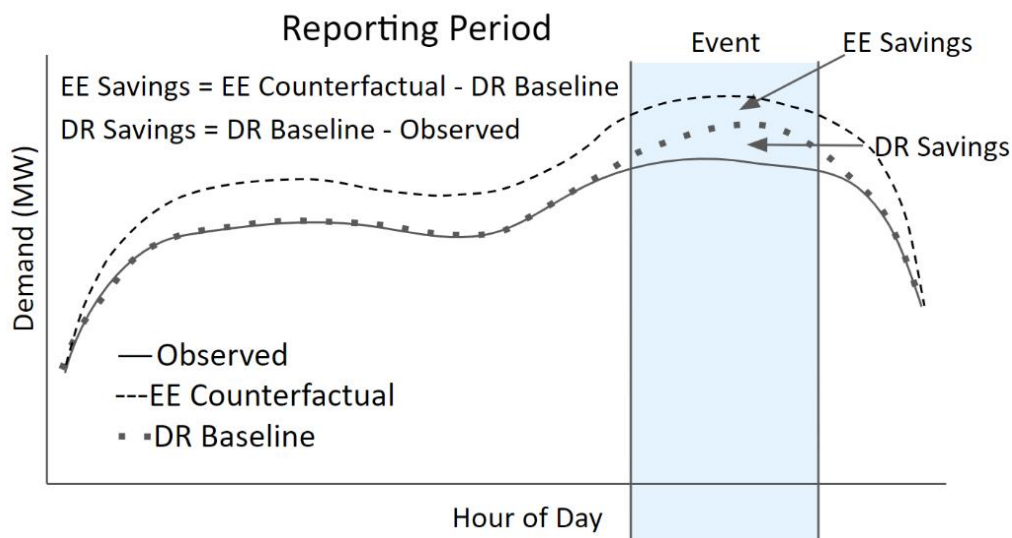 Reporting Period
Event
EE Savings
EE Savings = EE Counterfactual - DR Baseline
DR Savings = DR Baseline - Observed
DR Savings
Demand (MW)
Observed
EE Counterfactual
DR Baseline
Hour of Day